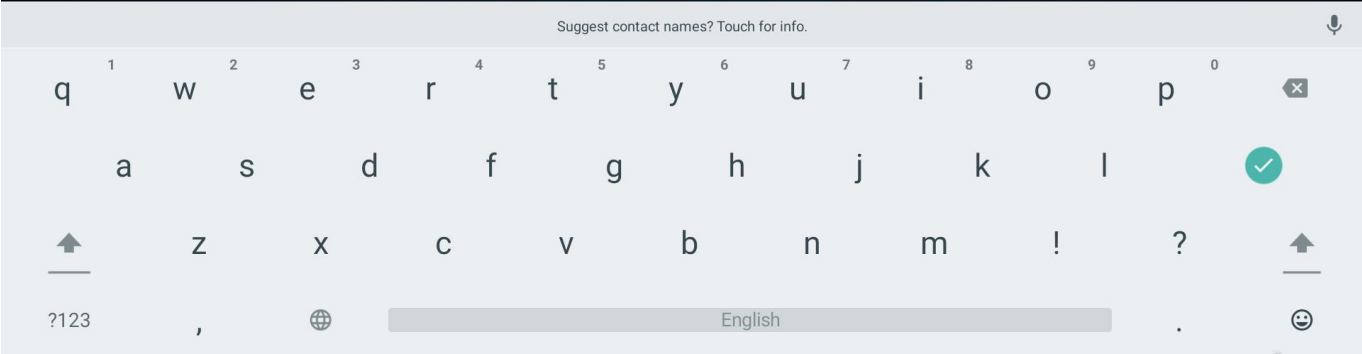 Suggest contact names? Touch for info.
1 2 3 4 5 6 7 8 9 0
q w e r t y u i o p
a s d f g h j k l
z x c v b n m ! ?
?123 , English .